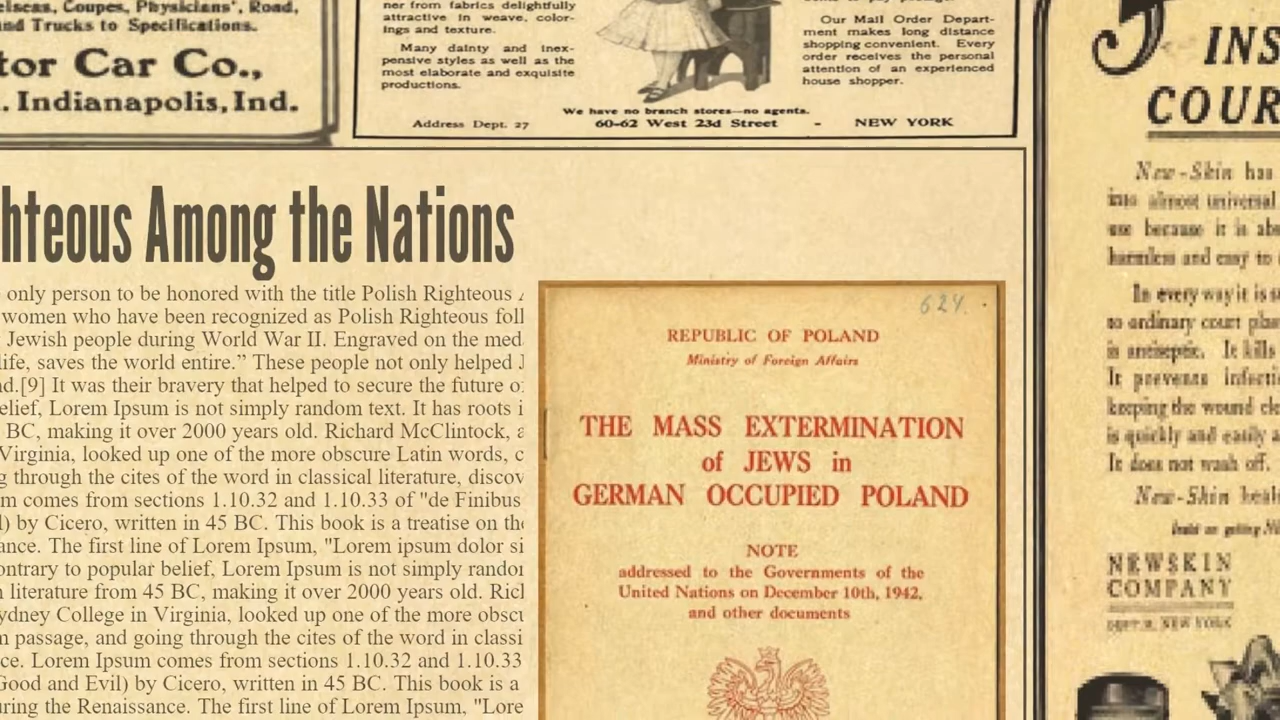 elseas, Coupes, Physicians', Road,
and Trucks to Specifications.
tor Car Co.,
. Indianapolis, Ind.
ner from fabrics delightfully
attractive in weave, color-
ings and texture.
Many dainty and inex-
pensive styles as well as the
most elaborate and exquisite
productions.
Our Mail Order Depart-
ment makes long distance
shopping convenient. Every
order receives the personal
attention of an experienced
house shopper.
We have no branch stores—no agents.
Address Dept. 27 60-62 West 23d Street - NEW YORK
hteous Among the Nations
only person to be honored with the title Polish Righteous
women who have been recognized as Polish Righteous foll
Jewish people during World War II. Engraved on the med
life, saves the world entire.” These people not only helped J
nd.[9] It was their bravery that helped to secure the future o
elief, Lorem Ipsum is not simply random text. It has roots i
BC, making it over 2000 years old. Richard McClintock, a
Virginia, looked up one of the more obscure Latin words, c
g through the cites of the word in classical literature, discov
m comes from sections 1.10.32 and 1.10.33 of "de Finibus
l) by Cicero, written in 45 BC. This book is a treatise on the
ance. The first line of Lorem Ipsum, "Lorem ipsum dolor si
ontrary to popular belief, Lorem Ipsum is not simply randor
n literature from 45 BC, making it over 2000 years old. Ricl
ydney College in Virginia, looked up one of the more obscu
m passage, and going through the cites of the word in classi
ce. Lorem Ipsum comes from sections 1.10.32 and 1.10.33
Good and Evil) by Cicero, written in 45 BC. This book is a
uring the Renaissance. The first line of Lorem Ipsum, "Lore
624.
REPUBLIC OF POLAND
Ministry of Foreign Affairs
THE MASS EXTERMINATION
of JEWS in
GERMAN OCCUPIED POLAND
NOTE
addressed to the Governments of the
United Nations on December 10th, 1942,
and other documents
INS
COUR
New-Skin has
into almost universal
use because it is abs
harmless and easy to
In every way it is su
to ordinary court plas
is antiseptic. It kills
It prevents infecti
keeping the wound cle
is quickly and easily a
It does not wash off.
New-Skin heals
NEWSKIN
COMPANY
DEPT. NEW YORK